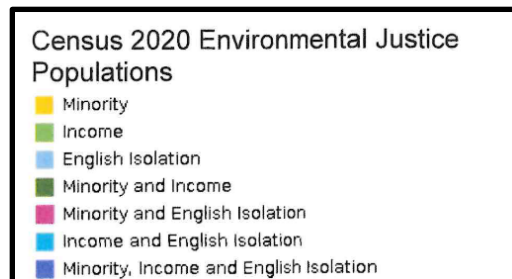 Census 2020 Environmental Justice
Populations
Minority
Income
English Isolation
Minority and Income
Minority and English Isolation
Income and English Isolation
Minority, Income and English Isolation